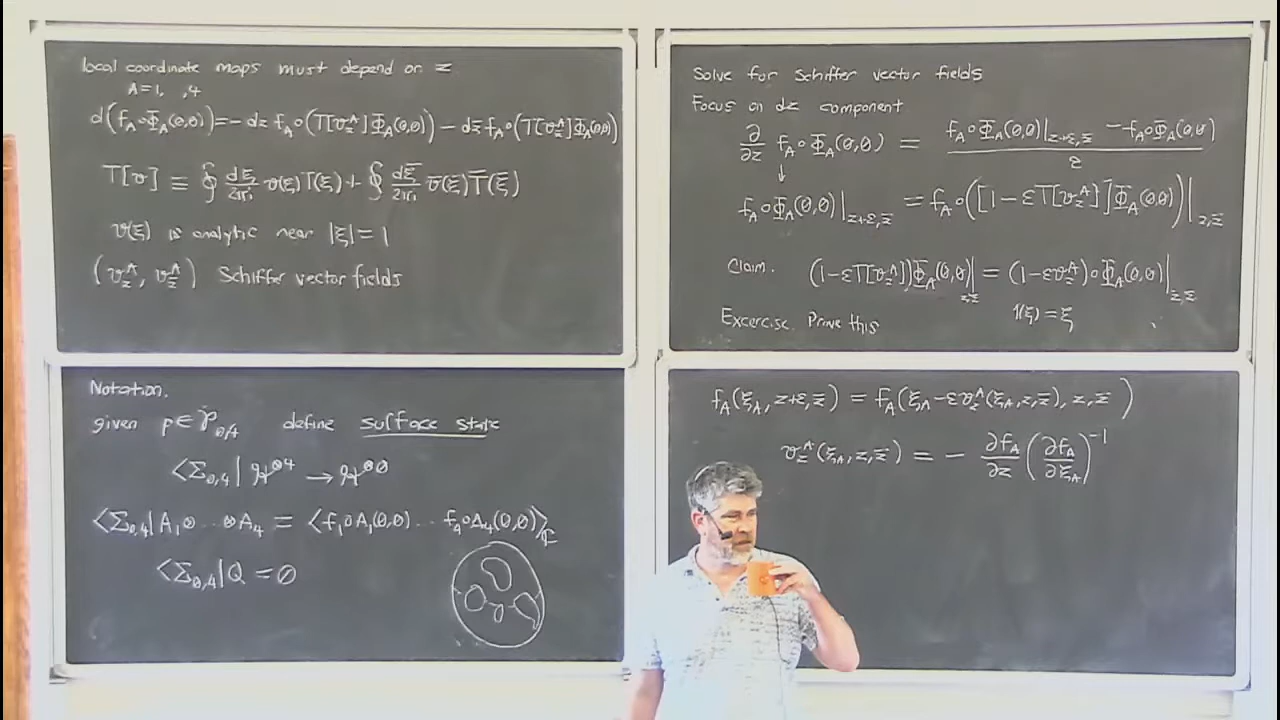 local coordinate maps must depend on z
A=1, ,4
d(f_A∘Φ_A(0,0̄)) = -dz f_A∘(T[v_z^A]Φ_A(0,0̄)) - dz̄ f_A∘(T[v_z̄^A]Φ_A(0,0̄))
T[v] ≡ ∮ dξ/2πi v(ξ)T(ξ) + ∮ dξ̄/2πi v̄(ξ̄)T̄(ξ̄)
v(ξ) is analytic near |ξ|=1
(v_z^A, v_z̄^A) Schiffer vector fields
Notation.
given p∈P_{0,4} define surface state
⟨Σ_{0,4}| H^{⊗4} → H^{⊗0}
⟨Σ_{0,4}|A_1⊗...⊗A_4 = ⟨f_1∘A_1(0,0)...f_4∘A_4(0,0)⟩_C
⟨Σ_{0,4}|Q = 0
Solve for Schiffer vector fields
Focus on dz component
∂/∂z f_A∘Φ_A(0,0) = (f_A∘Φ_A(0,0)|_{z+ε,z̄} - f_A∘Φ_A(0,0))/ε
↓
f_A∘Φ_A(0,0)|_{z+ε,z̄} = f_A∘([1-εT[v_z^A]]Φ_A(0,0))|_{z,z̄}
Claim. (1-εT[v_z^A])Φ_A(0,0)|_{z,z̄} = (1-εv_z^A)∘Φ_A(0,0)|_{z,z̄}
1(ξ)=ξ
Excercise. Prove this
f_A(ξ_A, z+ε, z̄) = f_A(ξ_A-εv_z^A(ξ_A,z,z̄), z, z̄)
v_z^A(ξ_A,z,z̄) = - ∂f_A/∂z (∂f_A/∂ξ_A)^{-1}